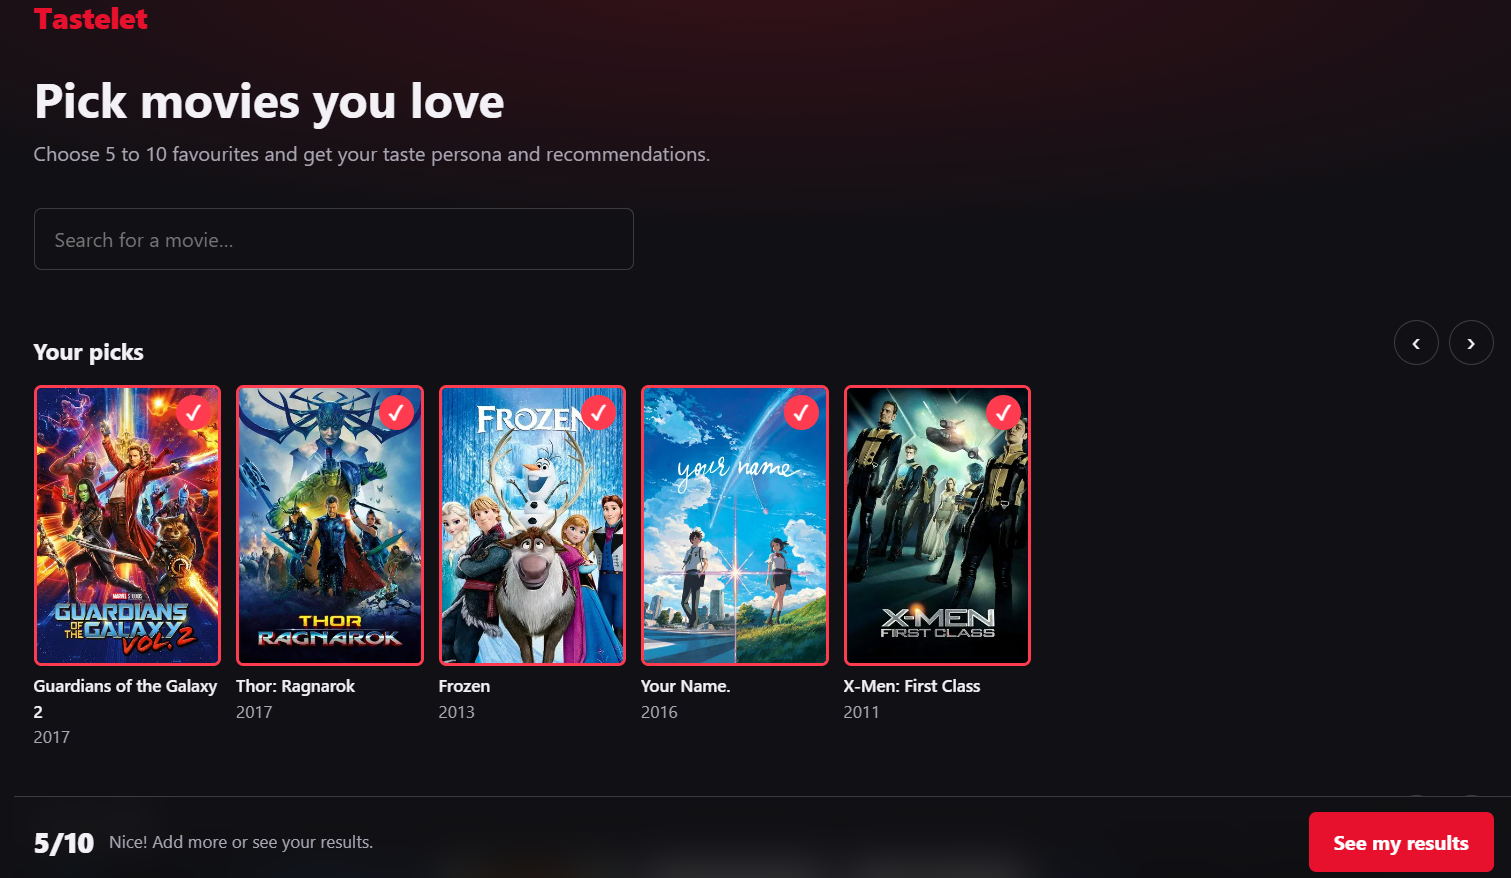 Tastelet
Pick movies you love
Choose 5 to 10 favourites and get your taste persona and recommendations.
Search for a movie...
Your picks
‹ ›
MARVEL STUDIOS
GUARDIANS
OF THE GALAXY
VOL. 2
THOR
RAGNAROK
FROZEN
your name.
X-MEN
FIRST CLASS
Guardians of the Galaxy
2
2017
Thor: Ragnarok
2017
Frozen
2013
Your Name.
2016
X-Men: First Class
2011
5/10
Nice! Add more or see your results.
See my results